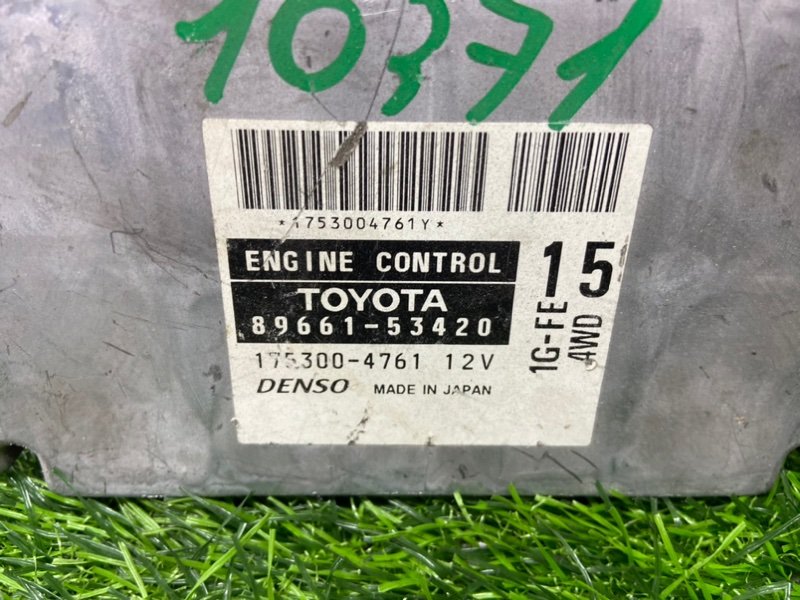 10371
*1753004761Y*
ENGINE CONTROL
TOYOTA
89661-53420
175300-4761 12V
DENSO MADE IN JAPAN
15
1G-FE
4WD